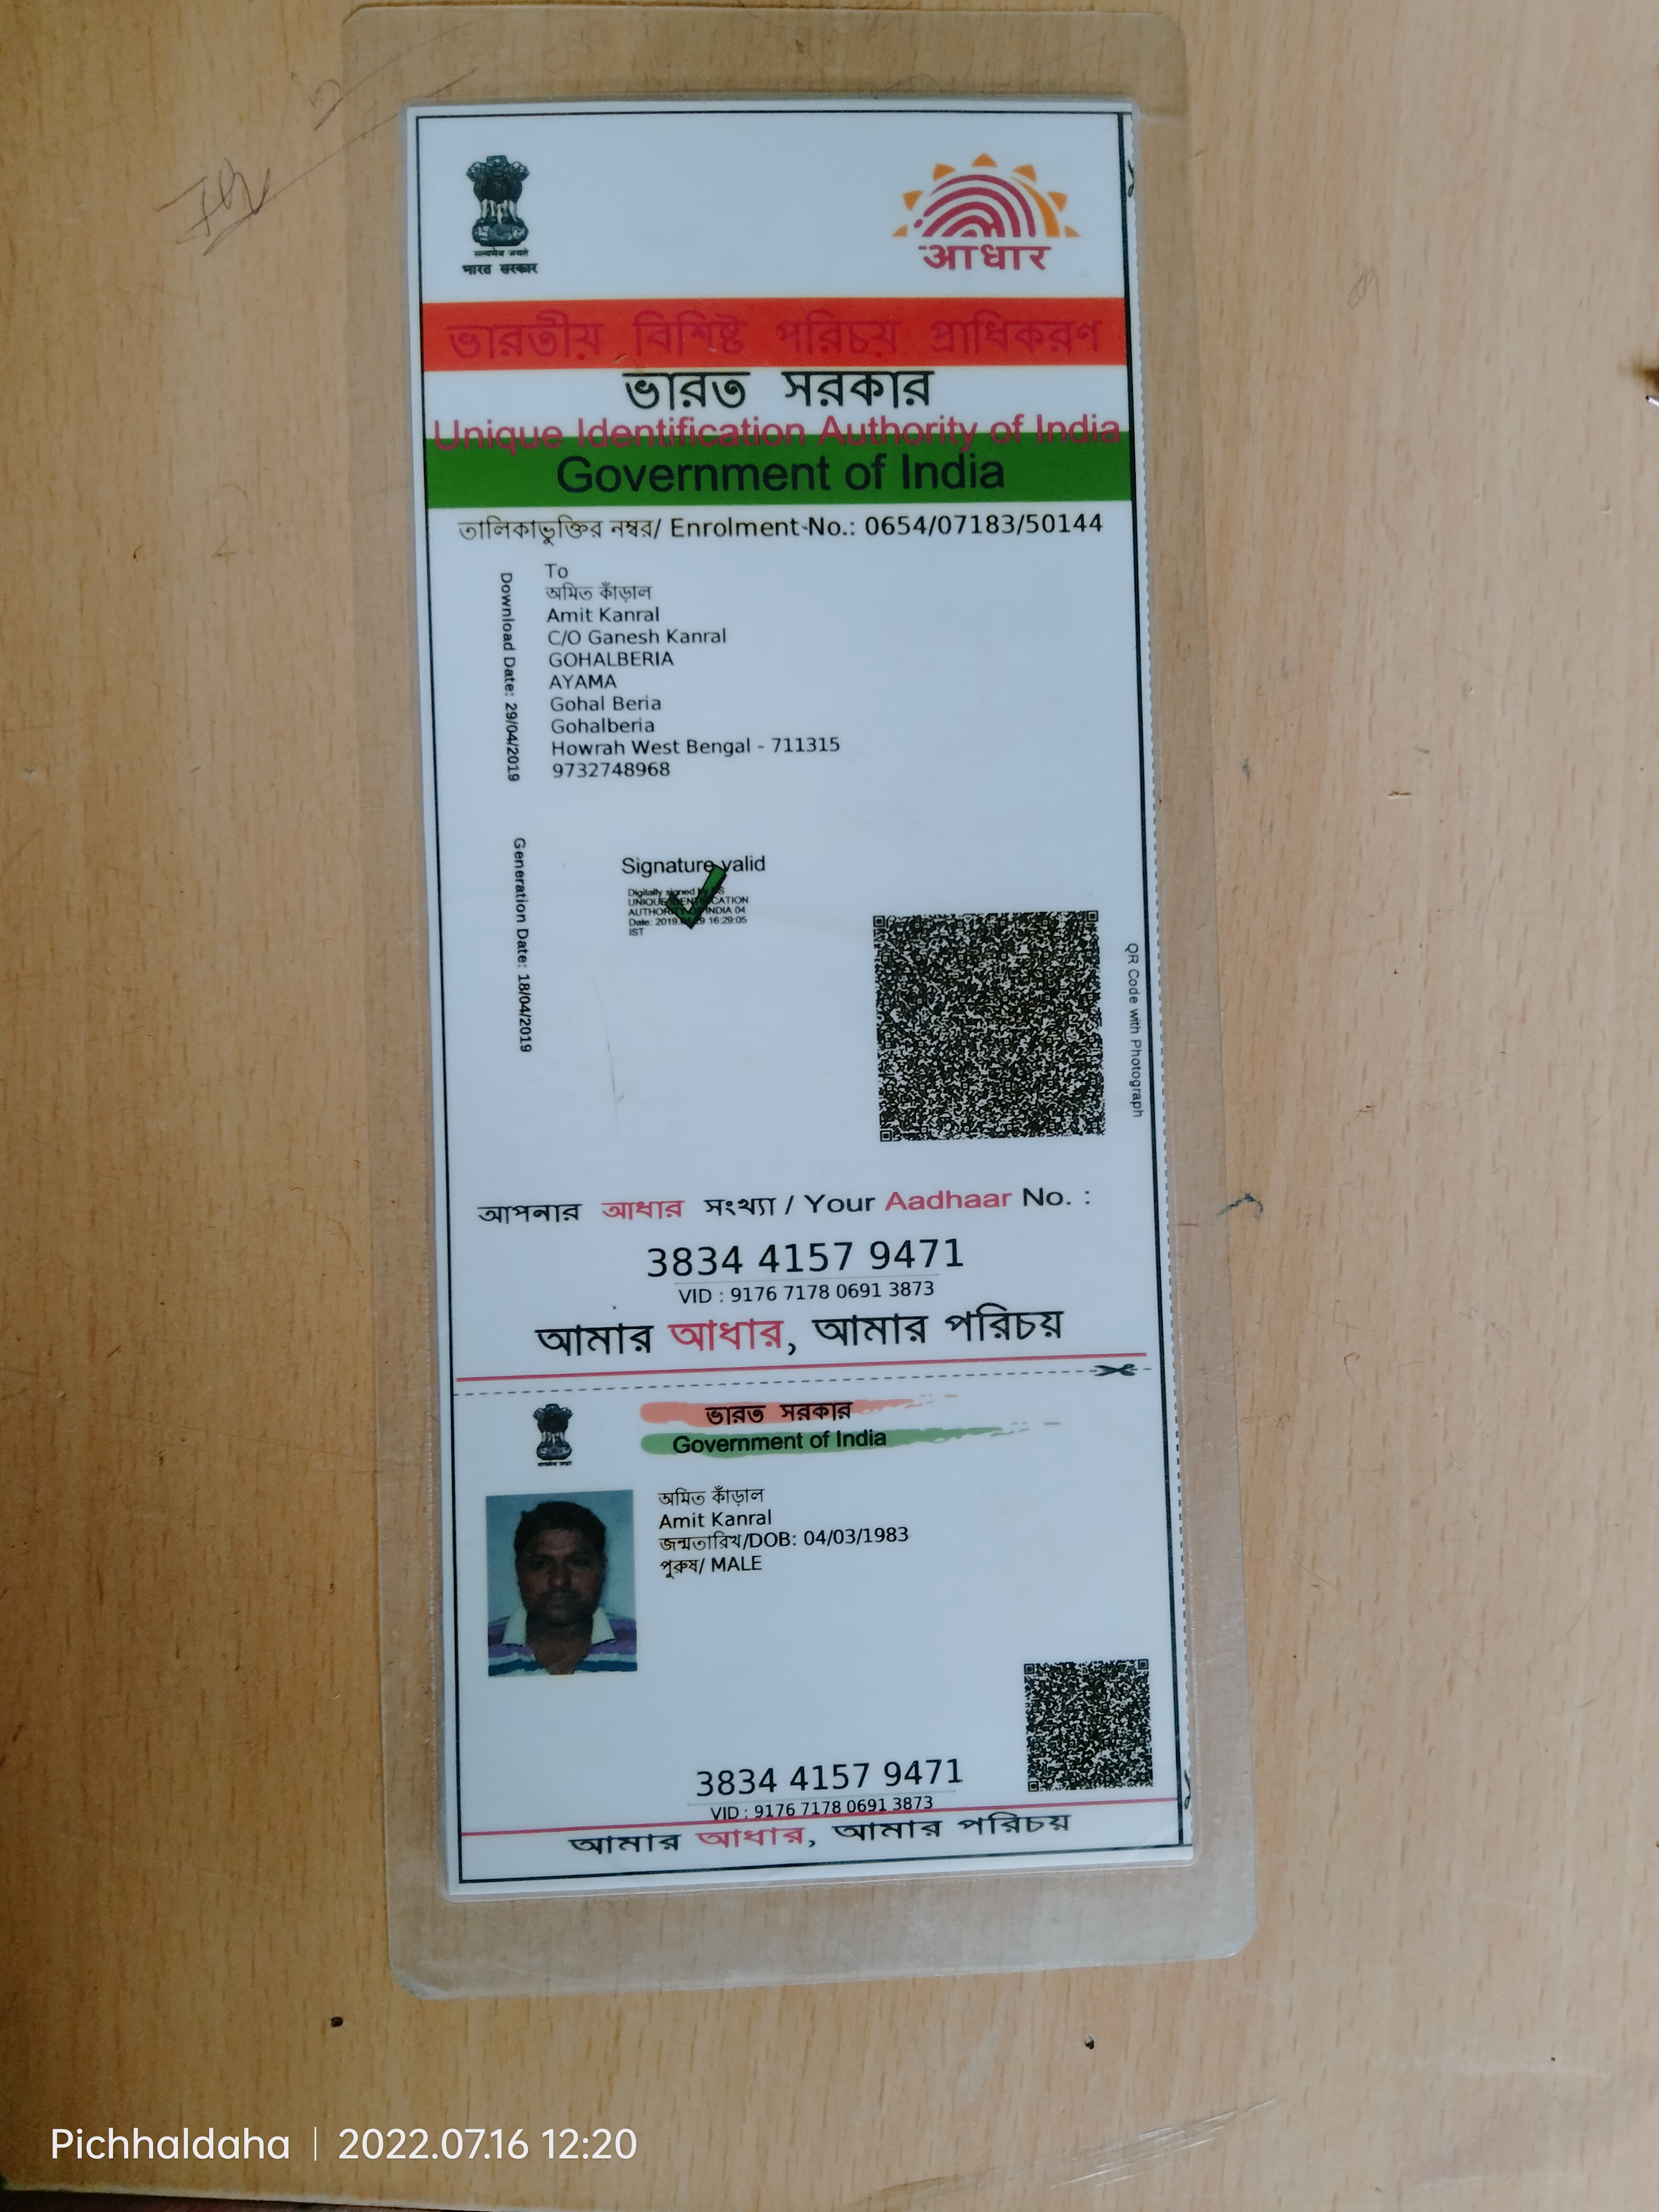 सत्यमेव जयते
भारत सरकार
आधार
ভারতীয় বিশিষ্ট পরিচয় প্রাধিকরণ
ভারত সরকার
Unique Identification Authority of India
Government of India
তালিকাভুক্তির নম্বর/ Enrolment No.: 0654/07183/50144
To
অমিত কাঁড়াল
Amit Kanral
C/O Ganesh Kanral
GOHALBERIA
AYAMA
Gohal Beria
Gohalberia
Howrah West Bengal - 711315
9732748968
Download Date: 29/04/2019
Generation Date: 18/04/2019
Signature valid
Digitally signed by DS
UNIQUE IDENTIFICATION
AUTHORITY OF INDIA 04
Date: 2019 16:29:05
IST
QR Code with Photograph
আপনার আধার সংখ্যা / Your Aadhaar No. :
3834 4157 9471
VID : 9176 7178 0691 3873
আমার আধার, আমার পরিচয়
ভারত সরকার
Government of India
অমিত কাঁড়াল
Amit Kanral
জন্মতারিখ/DOB: 04/03/1983
পুরুষ/ MALE
3834 4157 9471
VID : 9176 7178 0691 3873
আমার আধার, আমার পরিচয়
Pichhaldaha | 2022.07.16 12:20